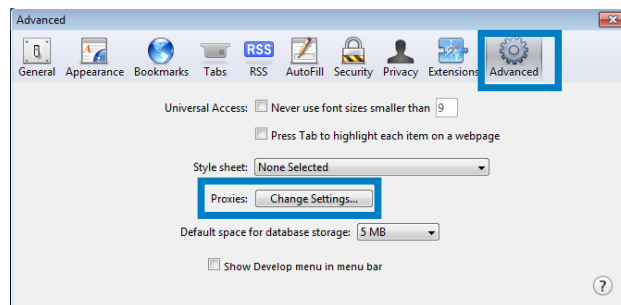 Advanced
RSS
General Appearance Bookmarks Tabs RSS AutoFill Security Privacy Extensions Advanced
Universal Access: Never use font sizes smaller than 9
Press Tab to highlight each item on a webpage
Style sheet: None Selected
Proxies: Change Settings...
Default space for database storage: 5 MB
Show Develop menu in menu bar
?